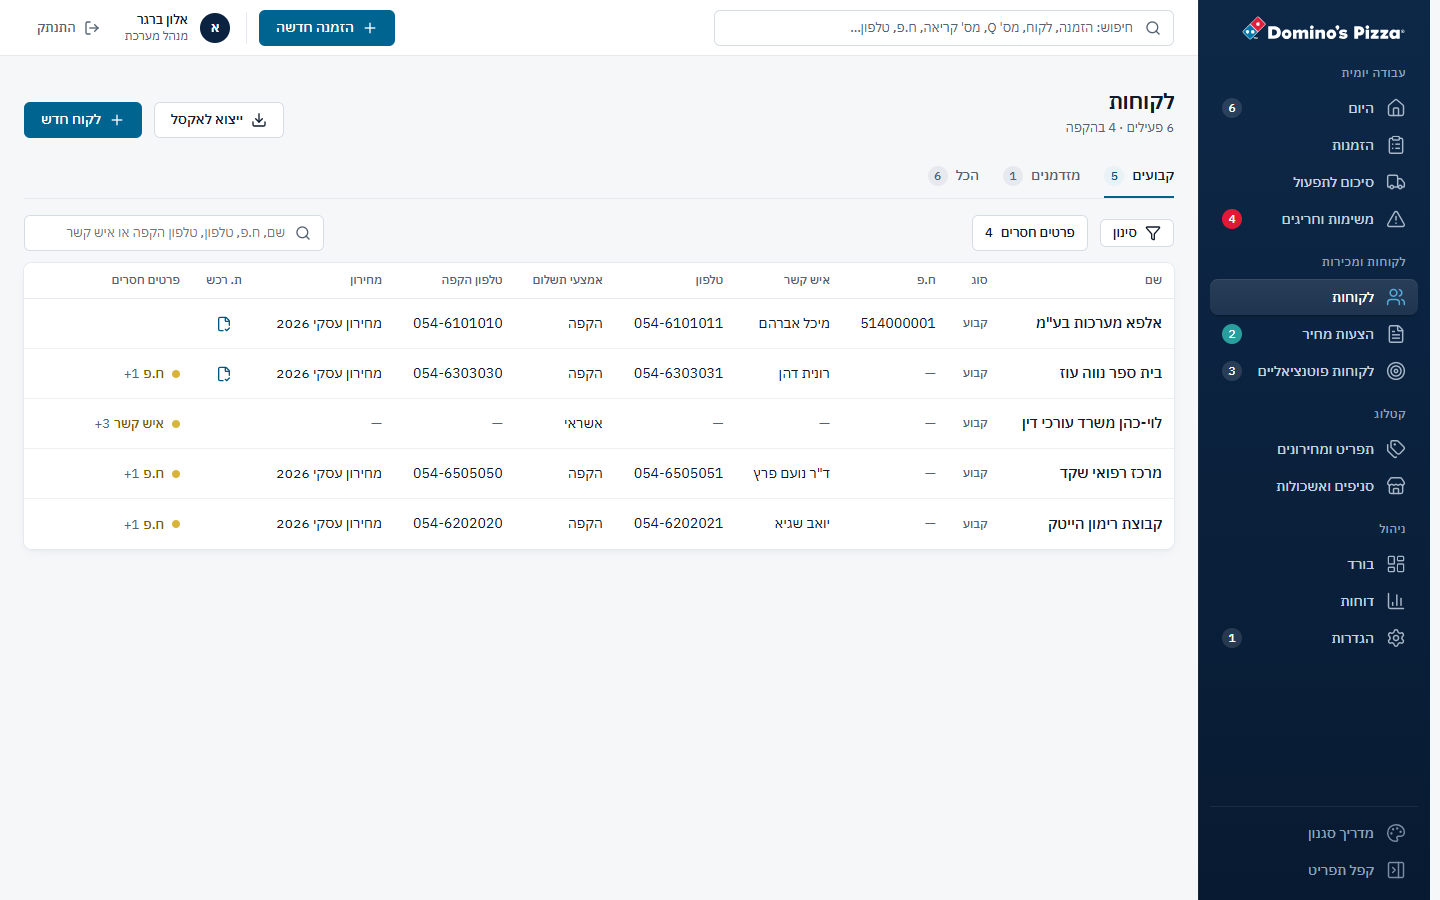 Domino's Pizza
עבודה יומית
היום 6
הזמנות
סיכום לתפעול
משימות וחריגים 4
לקוחות ומכירות
לקוחות
הצעות מחיר 2
לקוחות פוטנציאליים 3
קטלוג
תפריט ומחירונים
סניפים ואשכולות
ניהול
בורד
דוחות
הגדרות 1
מדריך סגנון
קפל תפריט
חיפוש: הזמנה, לקוח, מס' Q, מס' קריאה, ח.פ, טלפון...
הזמנה חדשה
א
אלון ברגר
מנהל מערכת
התנתק
לקוחות
6 פעילים · 4 בהקפה
ייצוא לאקסל
לקוח חדש
קבועים 5 מזדמנים 1 הכל 6
סינון
פרטים חסרים 4
שם, ח.פ, טלפון, טלפון הקפה או איש קשר
שם סוג ח.פ איש קשר טלפון אמצעי תשלום טלפון הקפה מחירון ת. רכש פרטים חסרים
אלפא מערכות בע"מ קבוע 514000001 מיכל אברהם 054-6101011 הקפה 054-6101010 מחירון עסקי 2026
בית ספר נווה עוז קבוע — רונית דהן 054-6303031 הקפה 054-6303030 מחירון עסקי 2026 ח.פ +1
לוי-כהן משרד עורכי דין קבוע — — — אשראי — — איש קשר +3
מרכז רפואי שקד קבוע — ד"ר נועם פרץ 054-6505051 הקפה 054-6505050 מחירון עסקי 2026 ח.פ +1
קבוצת רימון הייטק קבוע — יואב שגיא 054-6202021 הקפה 054-6202020 מחירון עסקי 2026 ח.פ +1